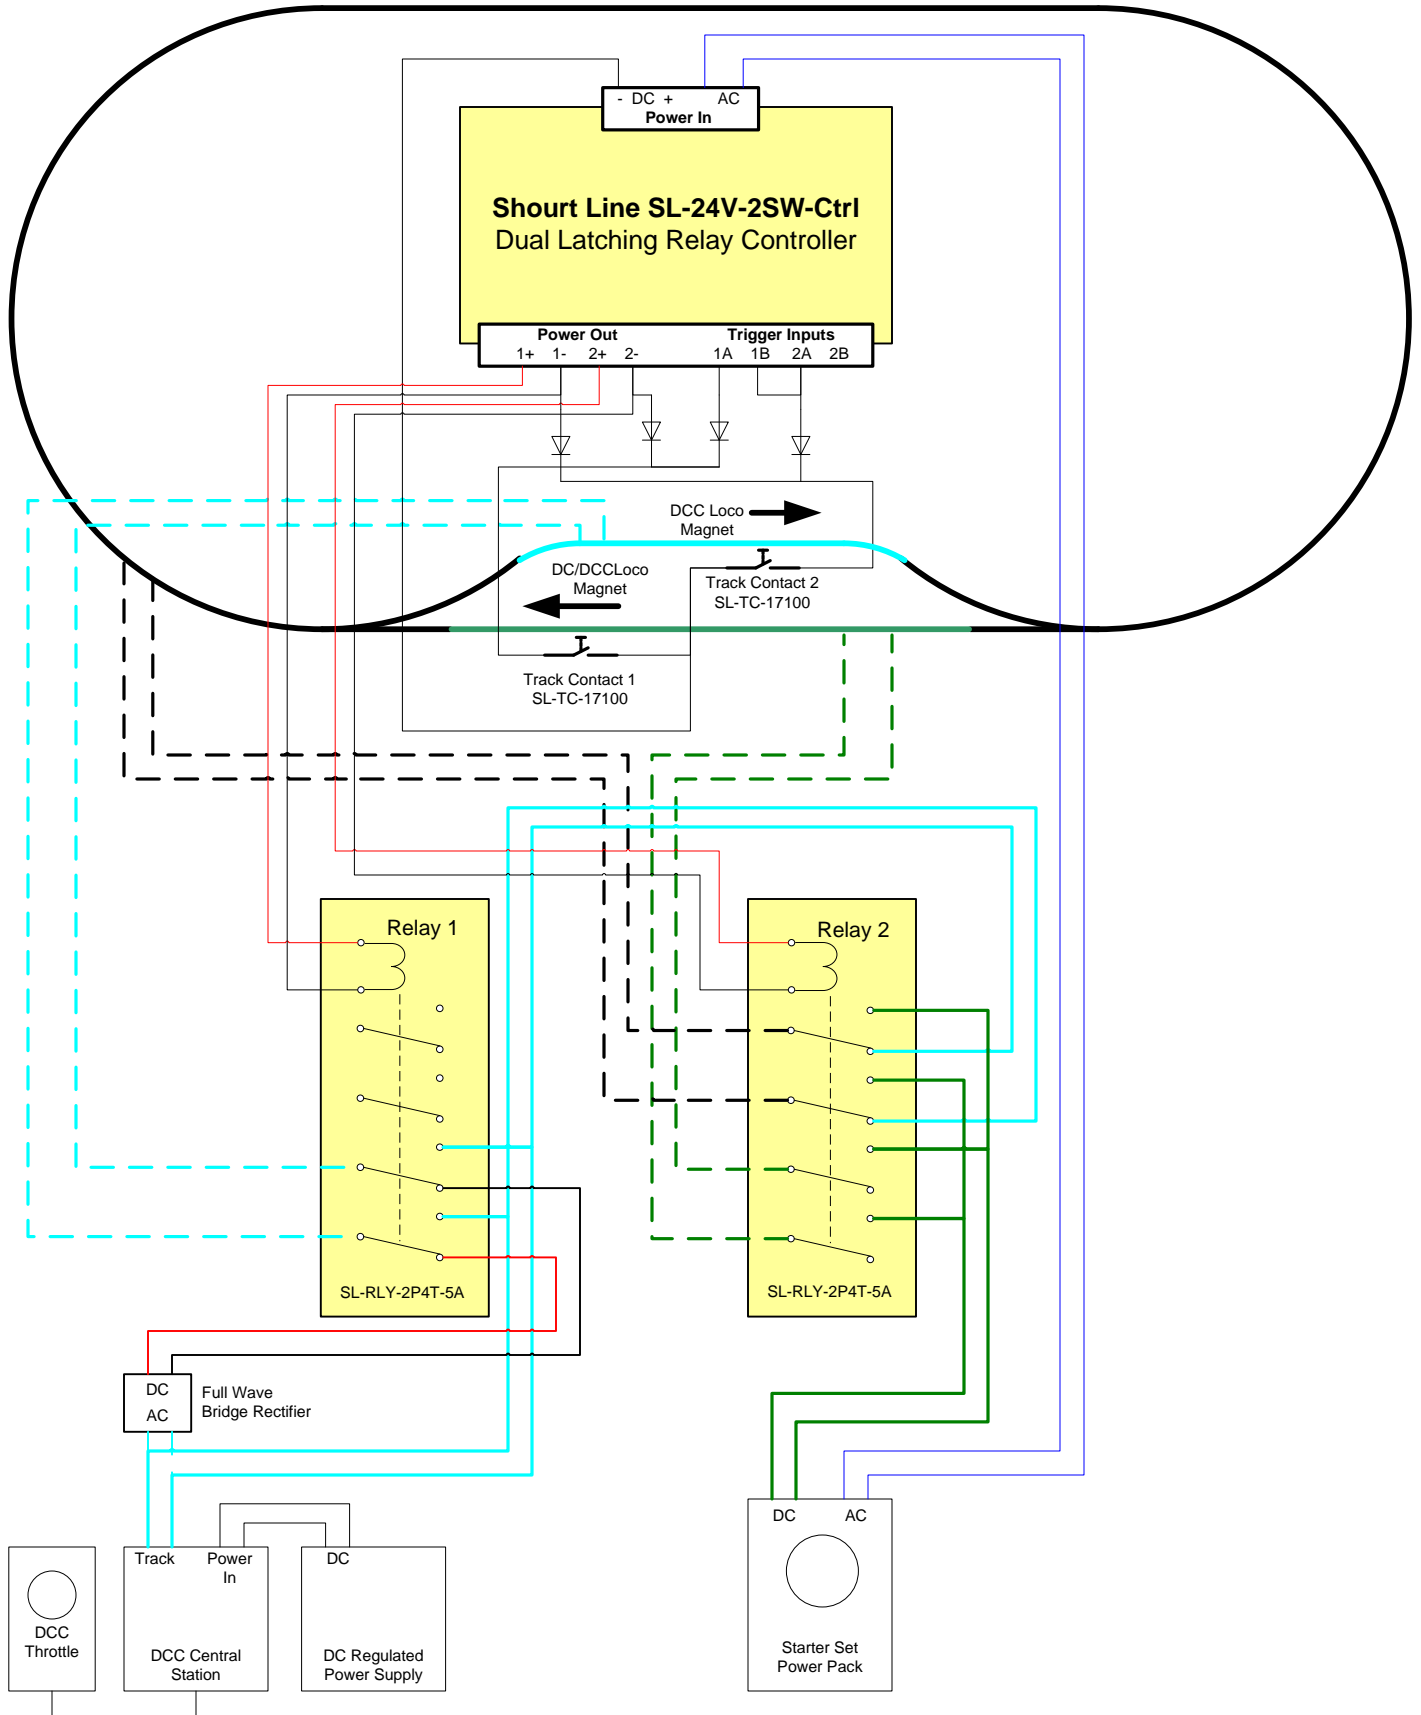 - DC + AC
Power In
Shourt Line SL-24V-2SW-Ctrl
Dual Latching Relay Controller
Power Out Trigger Inputs
1+ 1- 2+ 2- 1A 1B 2A 2B
DCC Loco
Magnet
DC/DCCLoco
Magnet
Track Contact 2
SL-TC-17100
Track Contact 1
SL-TC-17100
Relay 1
Relay 2
SL-RLY-2P4T-5A
SL-RLY-2P4T-5A
DC
AC
Full Wave
Bridge Rectifier
DC AC
Track Power
In
DC
DCC
Throttle
DCC Central
Station
DC Regulated
Power Supply
Starter Set
Power Pack